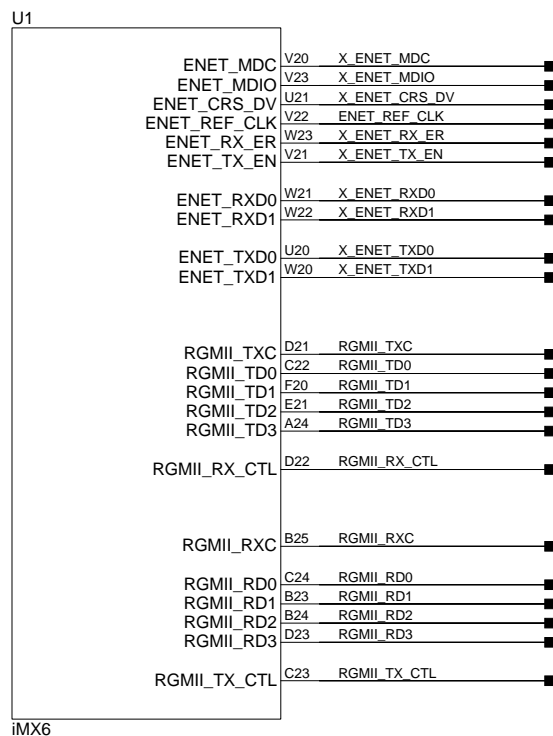 U1
ENET_MDC V20 X_ENET_MDC
ENET_MDIO V23 X_ENET_MDIO
ENET_CRS_DV U21 X_ENET_CRS_DV
ENET_REF_CLK V22 ENET_REF_CLK
ENET_RX_ER W23 X_ENET_RX_ER
ENET_TX_EN V21 X_ENET_TX_EN
ENET_RXD0 W21 X_ENET_RXD0
ENET_RXD1 W22 X_ENET_RXD1
ENET_TXD0 U20 X_ENET_TXD0
ENET_TXD1 W20 X_ENET_TXD1
RGMII_TXC D21 RGMII_TXC
RGMII_TD0 C22 RGMII_TD0
RGMII_TD1 F20 RGMII_TD1
RGMII_TD2 E21 RGMII_TD2
RGMII_TD3 A24 RGMII_TD3
RGMII_RX_CTL D22 RGMII_RX_CTL
RGMII_RXC B25 RGMII_RXC
RGMII_RD0 C24 RGMII_RD0
RGMII_RD1 B23 RGMII_RD1
RGMII_RD2 B24 RGMII_RD2
RGMII_RD3 D23 RGMII_RD3
RGMII_TX_CTL C23 RGMII_TX_CTL
iMX6